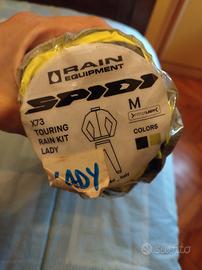 RAIN
EQUIPMENT
SPIDI
X73
TOURING
RAIN KIT
LADY
M
COLORS
LADY
subito